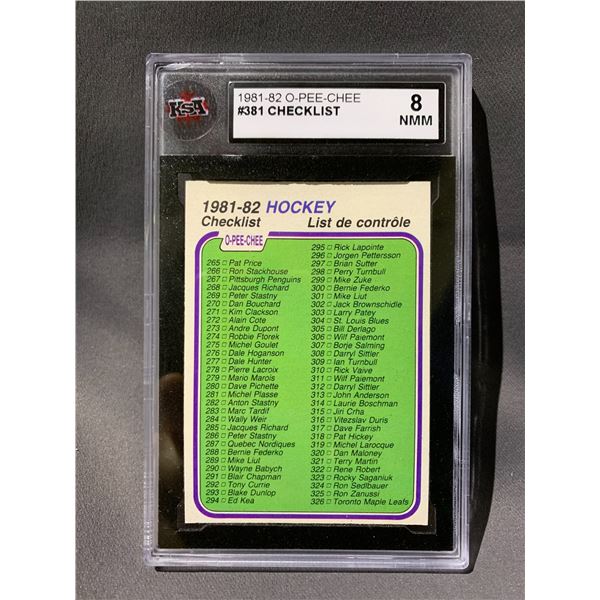 KSA
1981-82 O-PEE-CHEE
#381 CHECKLIST
8
NMM
1981-82 HOCKEY
Checklist
List de contrôle
O-PEE-CHEE
265 □ Pat Price
266 □ Ron Stackhouse
267 □ Pittsburgh Penguins
268 □ Jacques Richard
269 □ Peter Stastny
270 □ Dan Bouchard
271 □ Kim Clackson
272 □ Alain Cote
273 □ Andre Dupont
274 □ Robbie Ftorek
275 □ Michel Goulet
276 □ Dale Hoganson
277 □ Dale Hunter
278 □ Pierre Lacroix
279 □ Mario Marois
280 □ Dave Pichette
281 □ Michel Plasse
282 □ Anton Stastny
283 □ Marc Tardif
284 □ Wally Weir
285 □ Jacques Richard
286 □ Peter Stastny
287 □ Quebec Nordiques
288 □ Bernie Federko
289 □ Mike Liut
290 □ Wayne Babych
291 □ Blair Chapman
292 □ Tony Currie
293 □ Blake Dunlop
294 □ Ed Kea
295 □ Rick Lapointe
296 □ Jorgen Pettersson
297 □ Brian Sutter
298 □ Perry Turnbull
299 □ Mike Zuke
300 □ Bernie Federko
301 □ Mike Liut
302 □ Jack Brownschidle
303 □ Larry Patey
304 □ St. Louis Blues
305 □ Bill Derlago
306 □ Wilf Paiement
307 □ Borje Salming
308 □ Darryl Sittler
309 □ Ian Turnbull
310 □ Rick Vaive
311 □ Wilf Paiemont
312 □ Darryl Sittler
313 □ John Anderson
314 □ Laurie Boschman
315 □ Jiri Crha
316 □ Vitezslav Duris
317 □ Dave Farrish
318 □ Pat Hickey
319 □ Michel Larocque
320 □ Dan Maloney
321 □ Terry Martin
322 □ Rene Robert
323 □ Rocky Saganiuk
324 □ Ron Sedlbauer
325 □ Ron Zanussi
326 □ Toronto Maple Leafs